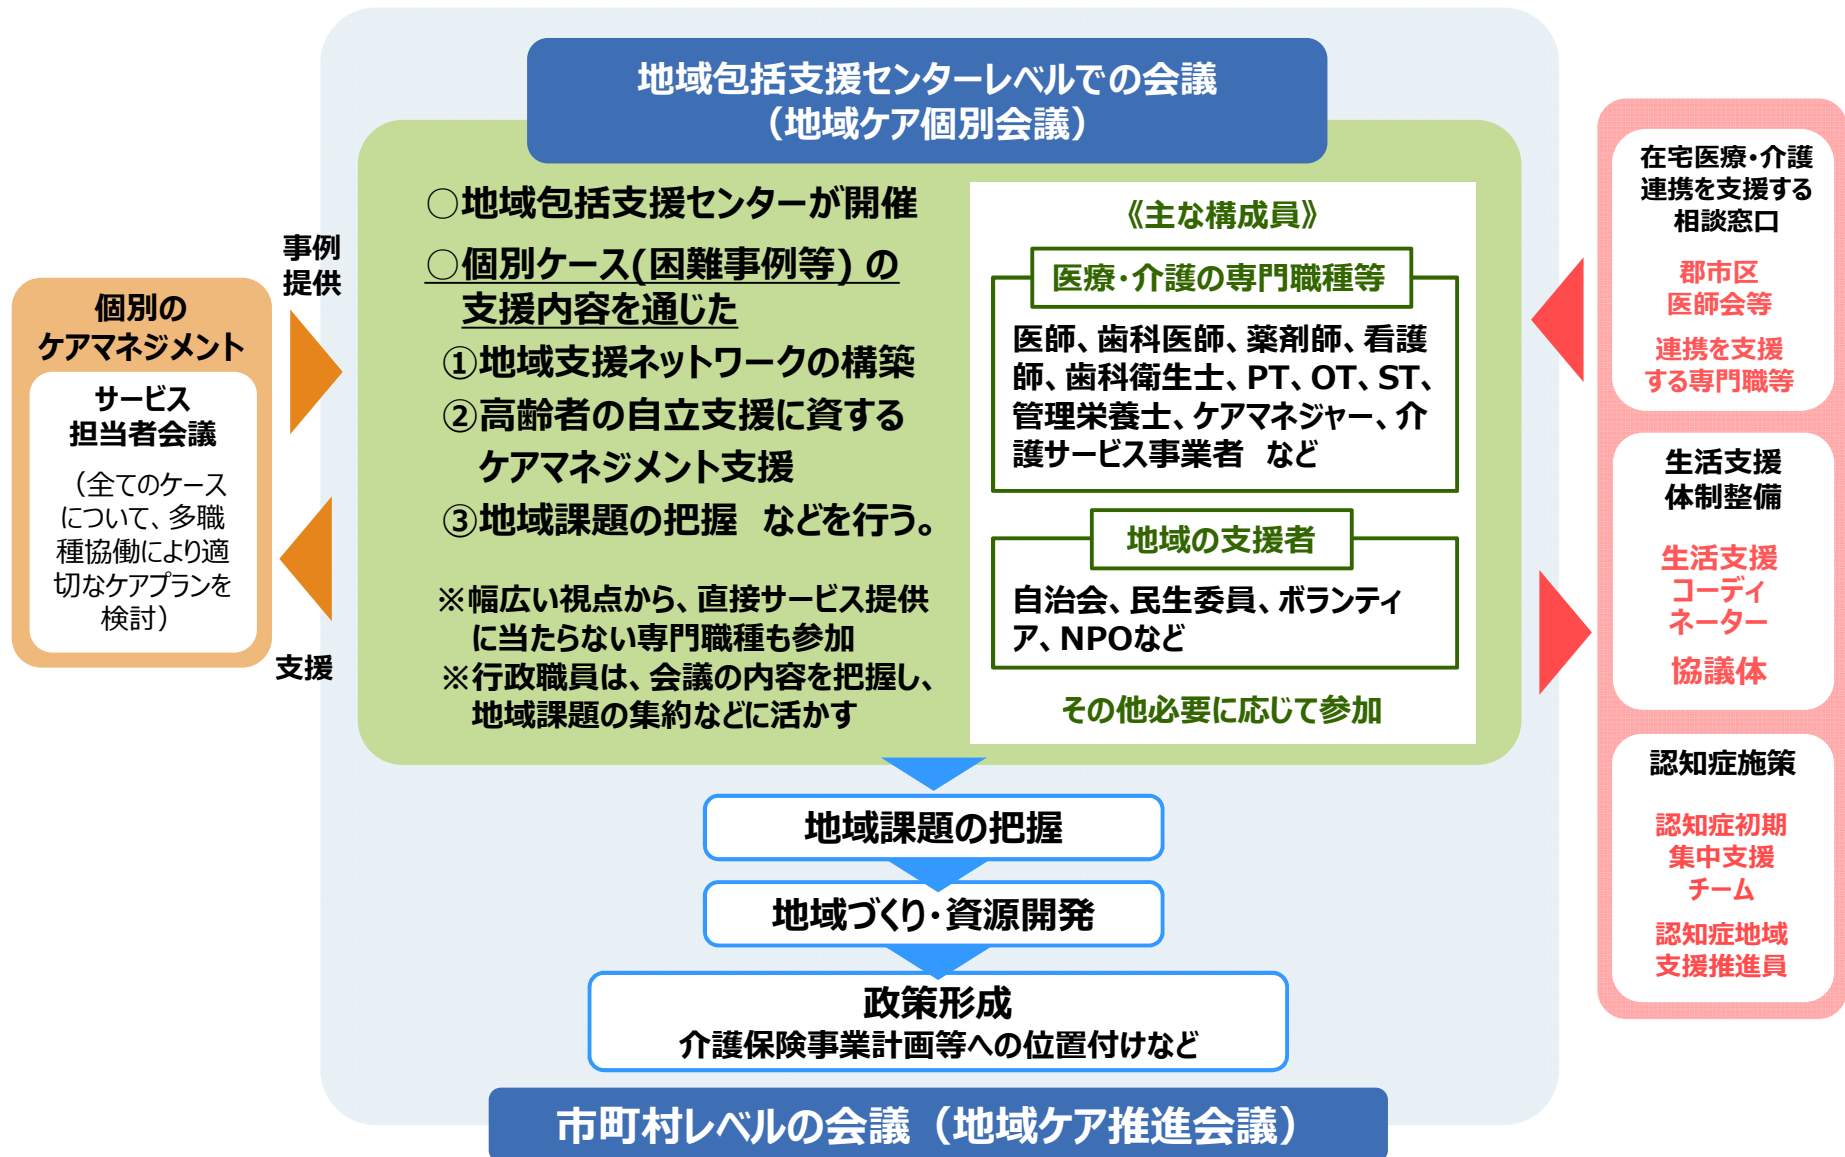 地域包括支援センターレベルでの会議
（地域ケア個別会議）
事例
提供
個別の
ケアマネジメント
サービス
担当者会議
（全てのケース
について、多職
種協働により適
切なケアプランを
検討）
支援
○地域包括支援センターが開催
○個別ケース(困難事例等) の
支援内容を通じた
①地域支援ネットワークの構築
②高齢者の自立支援に資する
ケアマネジメント支援
③地域課題の把握　などを行う。
※幅広い視点から、直接サービス提供
に当たらない専門職種も参加
※行政職員は、会議の内容を把握し、
地域課題の集約などに活かす
《主な構成員》
医療・介護の専門職種等
医師、歯科医師、薬剤師、看護
師、歯科衛生士、PT、OT、ST、
管理栄養士、ケアマネジャー、介
護サービス事業者　など
地域の支援者
自治会、民生委員、ボランティ
ア、NPOなど
その他必要に応じて参加
在宅医療・介護
連携を支援する
相談窓口
郡市区
医師会等
連携を支援
する専門職等
生活支援
体制整備
生活支援
コーディ
ネーター
協議体
認知症施策
認知症初期
集中支援
チーム
認知症地域
支援推進員
地域課題の把握
地域づくり・資源開発
政策形成
介護保険事業計画等への位置付けなど
市町村レベルの会議（地域ケア推進会議）